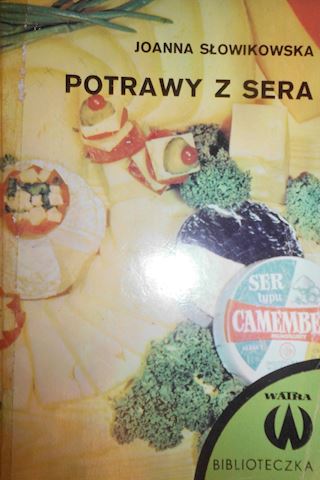 JOANNA SŁOWIKOWSKA
POTRAWY Z SERA
SER
typu
CAMEMBE
WATRA
BIBLIOTECZKA